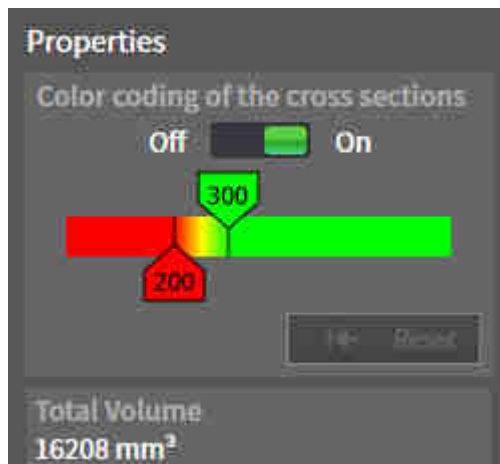 Properties
Color coding of the cross sections
Off On
300
200
Reset
Total Volume
16208 mm³